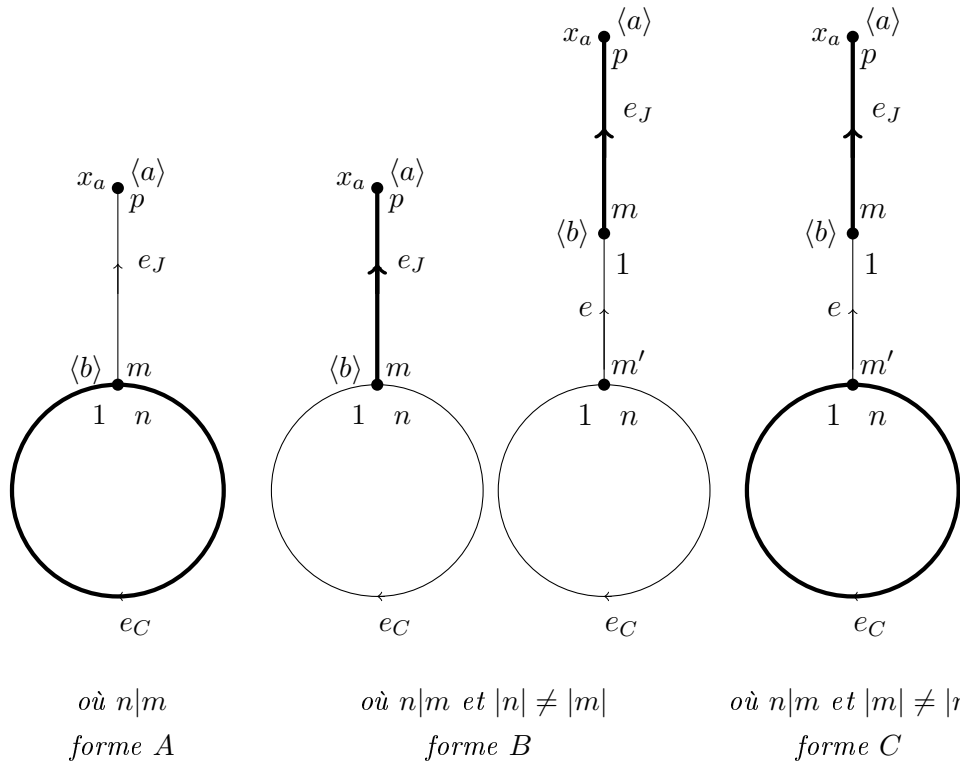 ⟨a⟩ ⟨a⟩
x_a x_a
p p
e_J e_J
⟨a⟩ ⟨a⟩
x_a x_a
p p m m
⟨b⟩ ⟨b⟩
e_J e_J 1 1
e e
⟨b⟩ m ⟨b⟩ m m′ m′
1 n 1 n 1 n 1 n
e_C e_C e_C e_C
où n|m où n|m et |n| ≠ |m| où n|m et |m| ≠ |
forme A forme B forme C